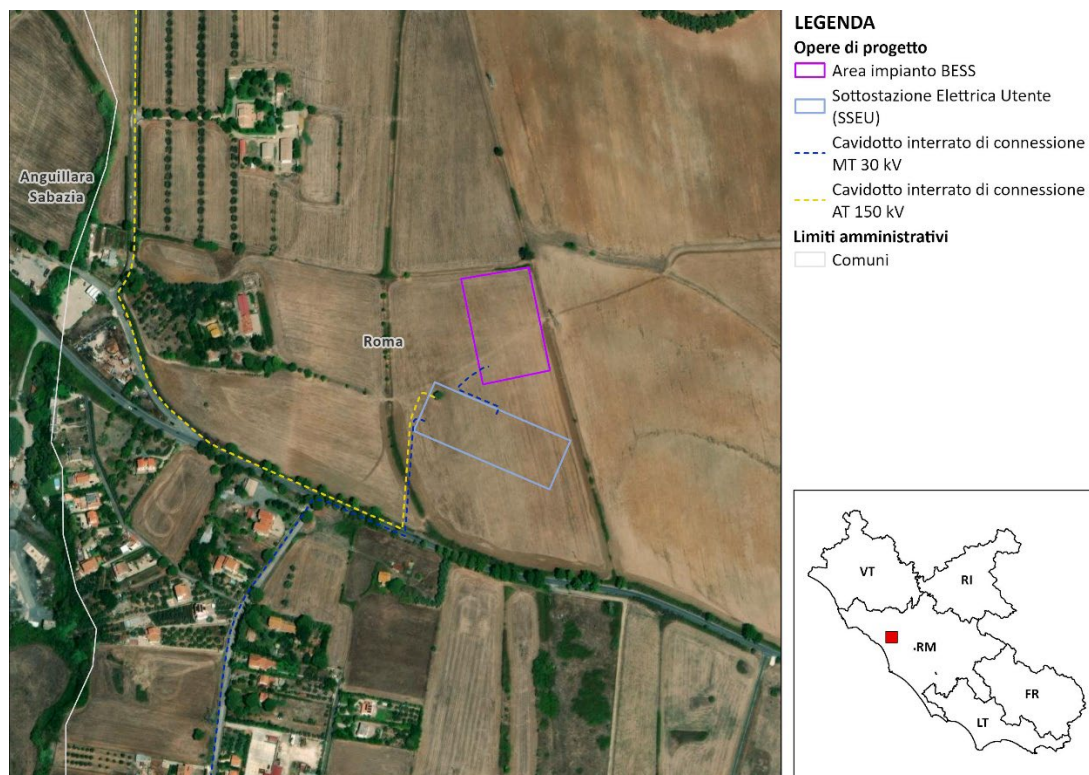 Anguillara
Sabazia
Roma
LEGENDA
Opere di progetto
Area impianto BESS
Sottostazione Elettrica Utente
(SSEU)
Cavidotto interrato di connessione
MT 30 kV
Cavidotto interrato di connessione
AT 150 kV
Limiti amministrativi
Comuni
VT
RI
RM
FR
LT